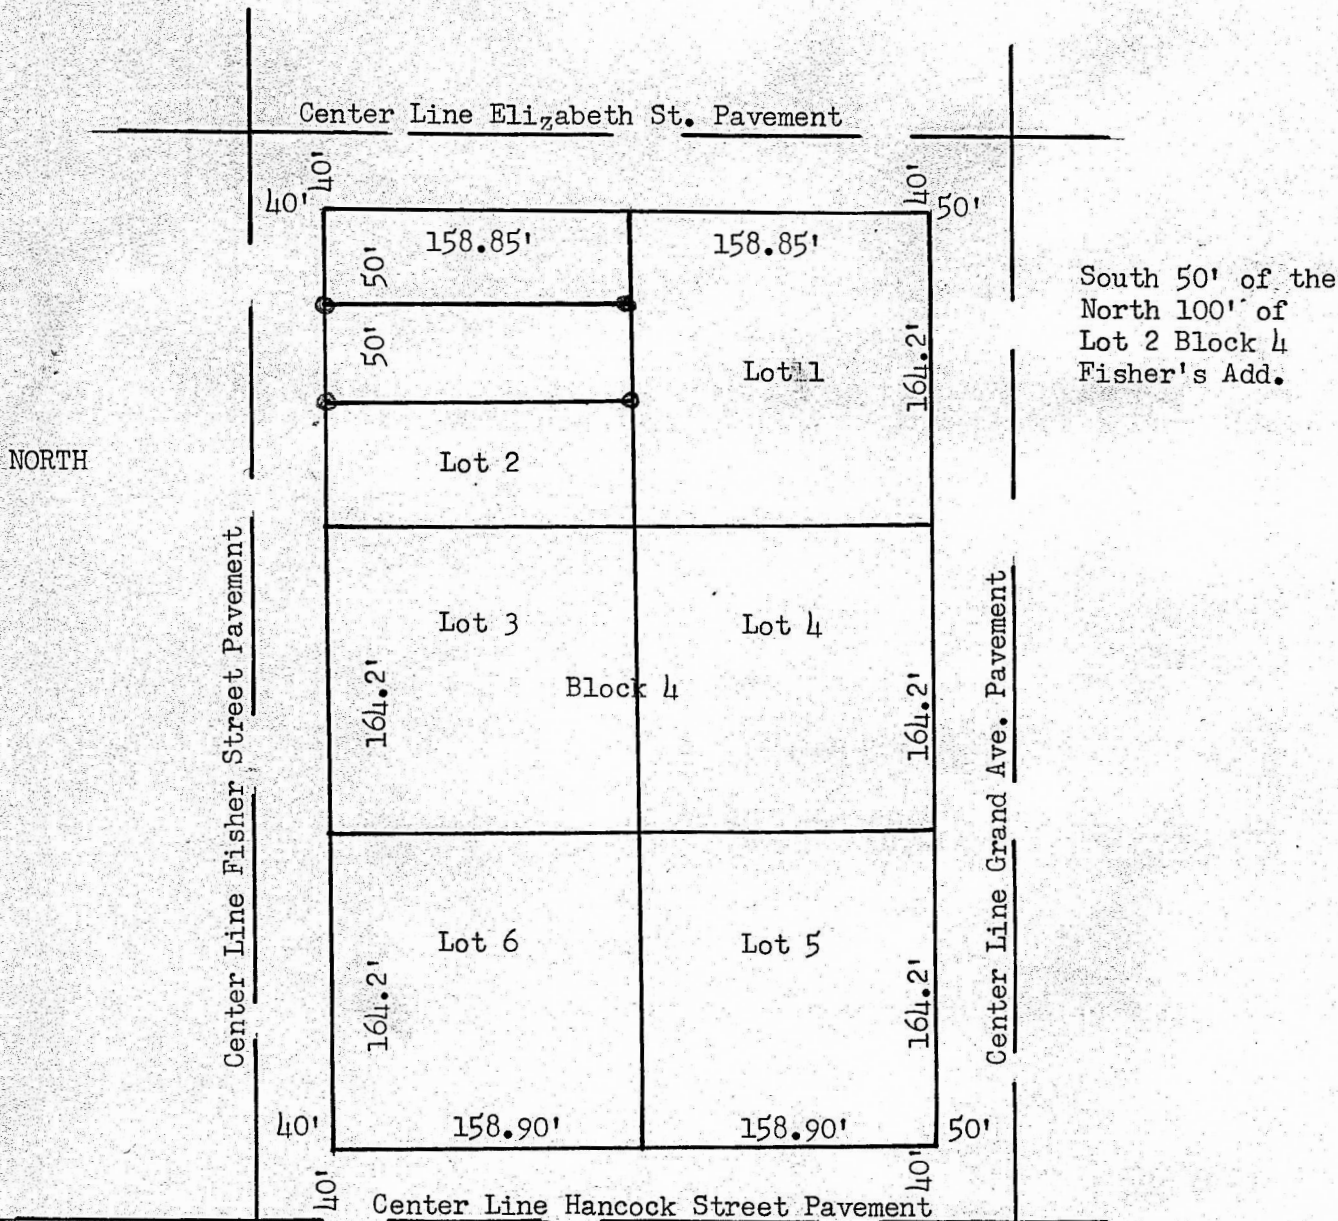 Center Line Elizabeth St. Pavement
40'
40'
40'
50'
158.85'
158.85'
50'
50'
South 50' of the
North 100' of
Lot 2 Block 4
Fisher's Add.
Lot 1
164.2'
NORTH
Lot 2
Center Line Fisher Street Pavement
Lot 3
Lot 4
Block 4
164.2'
164.2'
Center Line Grand Ave. Pavement
Lot 6
Lot 5
164.2'
164.2'
40'
158.90'
158.90'
50'
40'
40'
Center Line Hancock Street Pavement